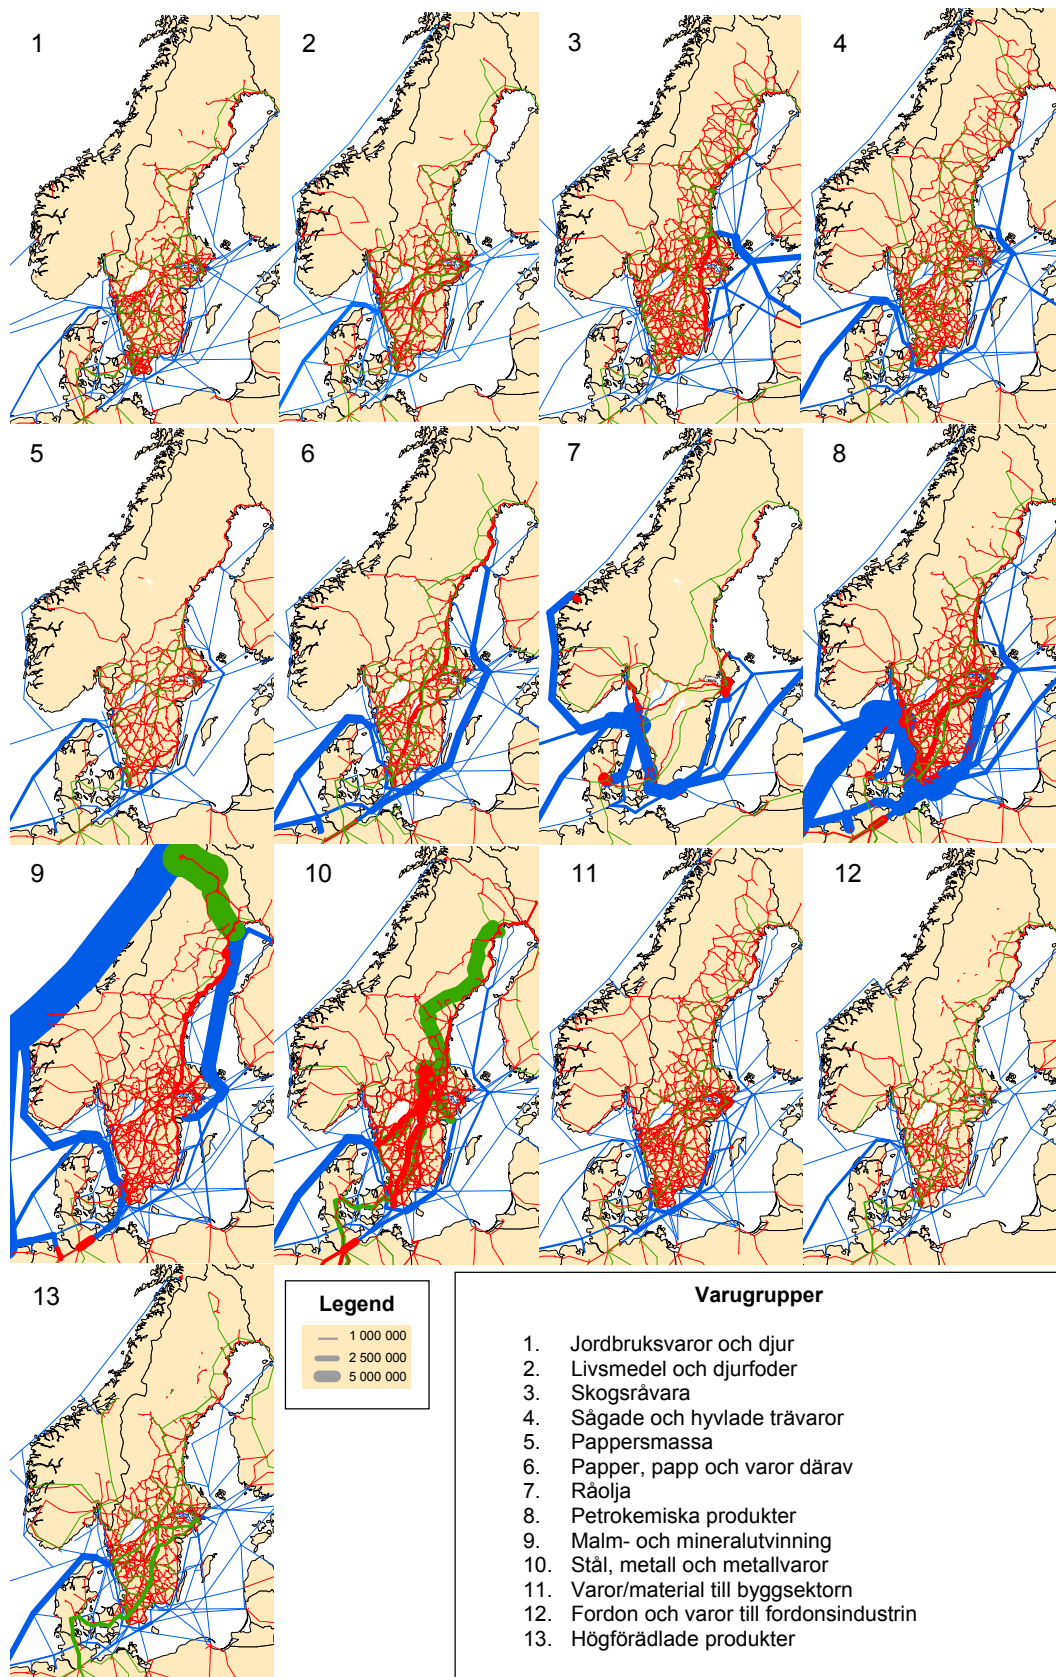 1
2
3
4
5
6
7
8
9
10
11
12
13
Legend
1 000 000
2 500 000
5 000 000
Varugrupper
1. Jordbruksvaror och djur
2. Livsmedel och djurfoder
3. Skogsråvara
4. Sågade och hyvlade trävaror
5. Pappersmassa
6. Papper, papp och varor därav
7. Råolja
8. Petrokemiska produkter
9. Malm- och mineralutvinning
10. Stål, metall och metallvaror
11. Varor/material till byggsektorn
12. Fordon och varor till fordonsindustrin
13. Högförädlade produkter